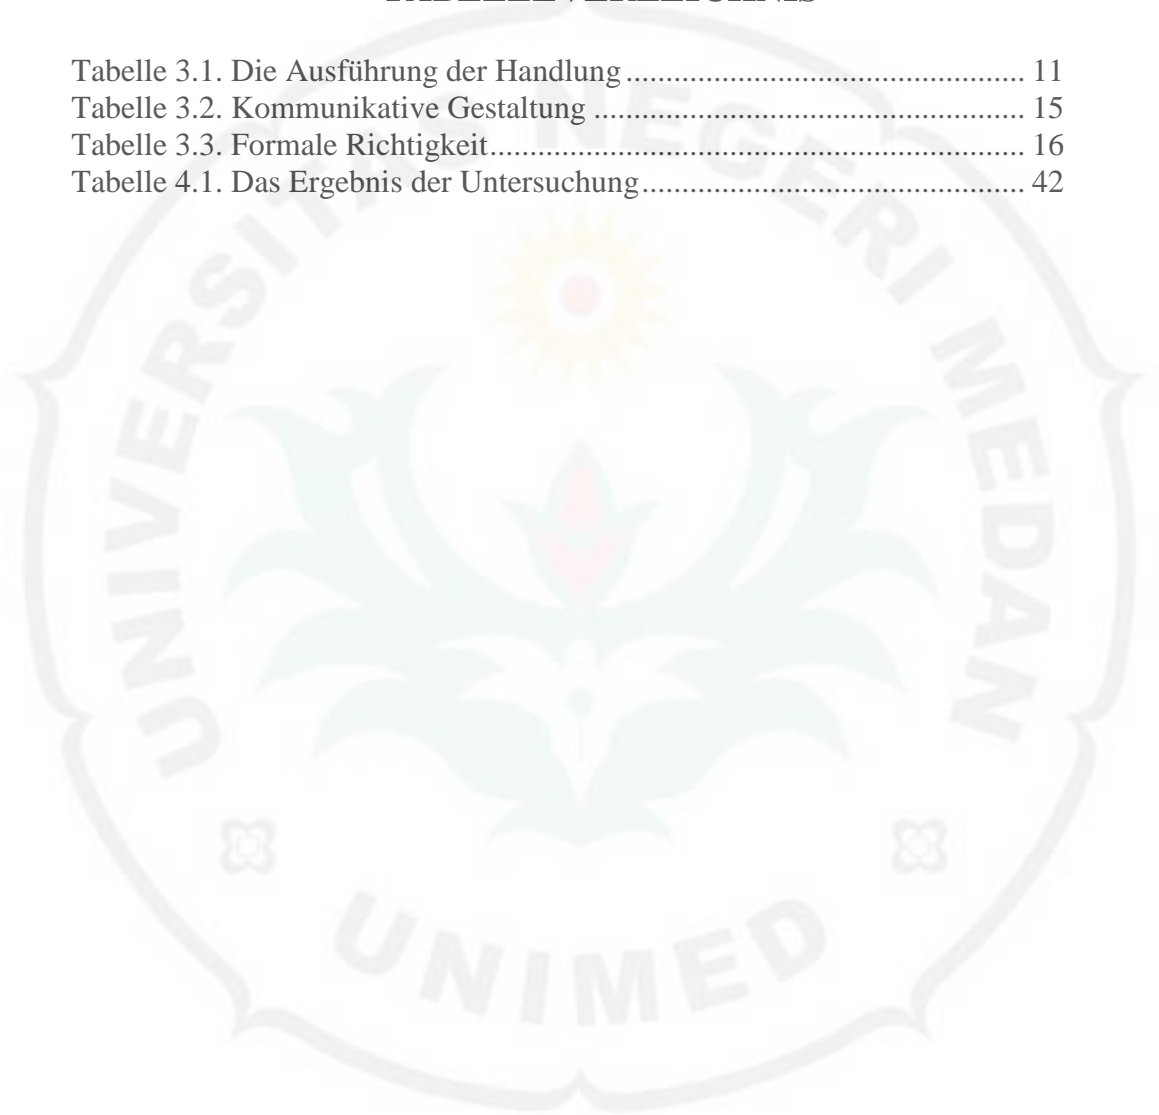 Tabelle 3.1. Die Ausführung der Handlung ............................................. 11
Tabelle 3.2. Kommunikative Gestaltung ................................................ 15
Tabelle 3.3. Formale Richtigkeit............................................................ 16
Tabelle 4.1. Das Ergebnis der Untersuchung........................................... 42
UNIVERSITAS NEGERI MEDAN
UNIMED